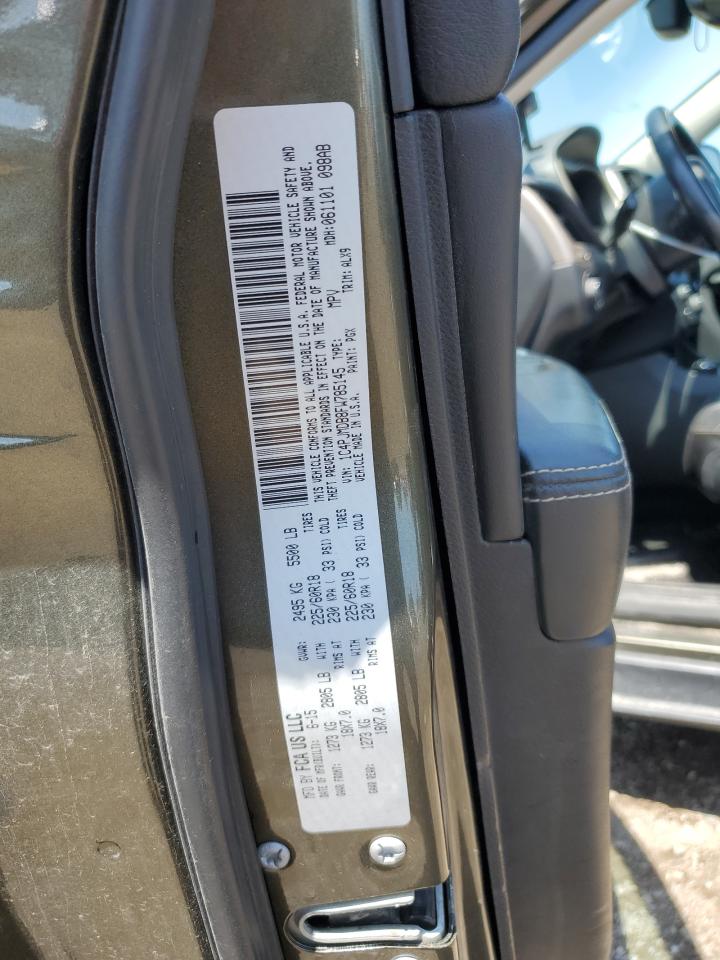 MFD BY FCA US LLC
DATE OF MFR(BUILT): 6-15 GVWR: 2495 KG 5500 LB
GAWR FRONT: 1273 KG 2805 LB WITH 225/60R18 TIRES
18X7.0 RIMS AT 230 KPA ( 33 PSI) COLD
GAWR REAR: 1273 KG 2805 LB WITH 225/60R18 TIRES
18X7.0 RIMS AT 230 KPA ( 33 PSI) COLD
THIS VEHICLE CONFORMS TO ALL APPLICABLE U.S.A. FEDERAL MOTOR VEHICLE SAFETY AND
THEFT PREVENTION STANDARDS IN EFFECT ON THE DATE OF MANUFACTURE SHOWN ABOVE.
MDH:061101 098AB
VIN: 1C4PJMDB8FW785145 TYPE: MPV
VEHICLE MADE IN U.S.A. PAINT: PGX TRIM: ALX9